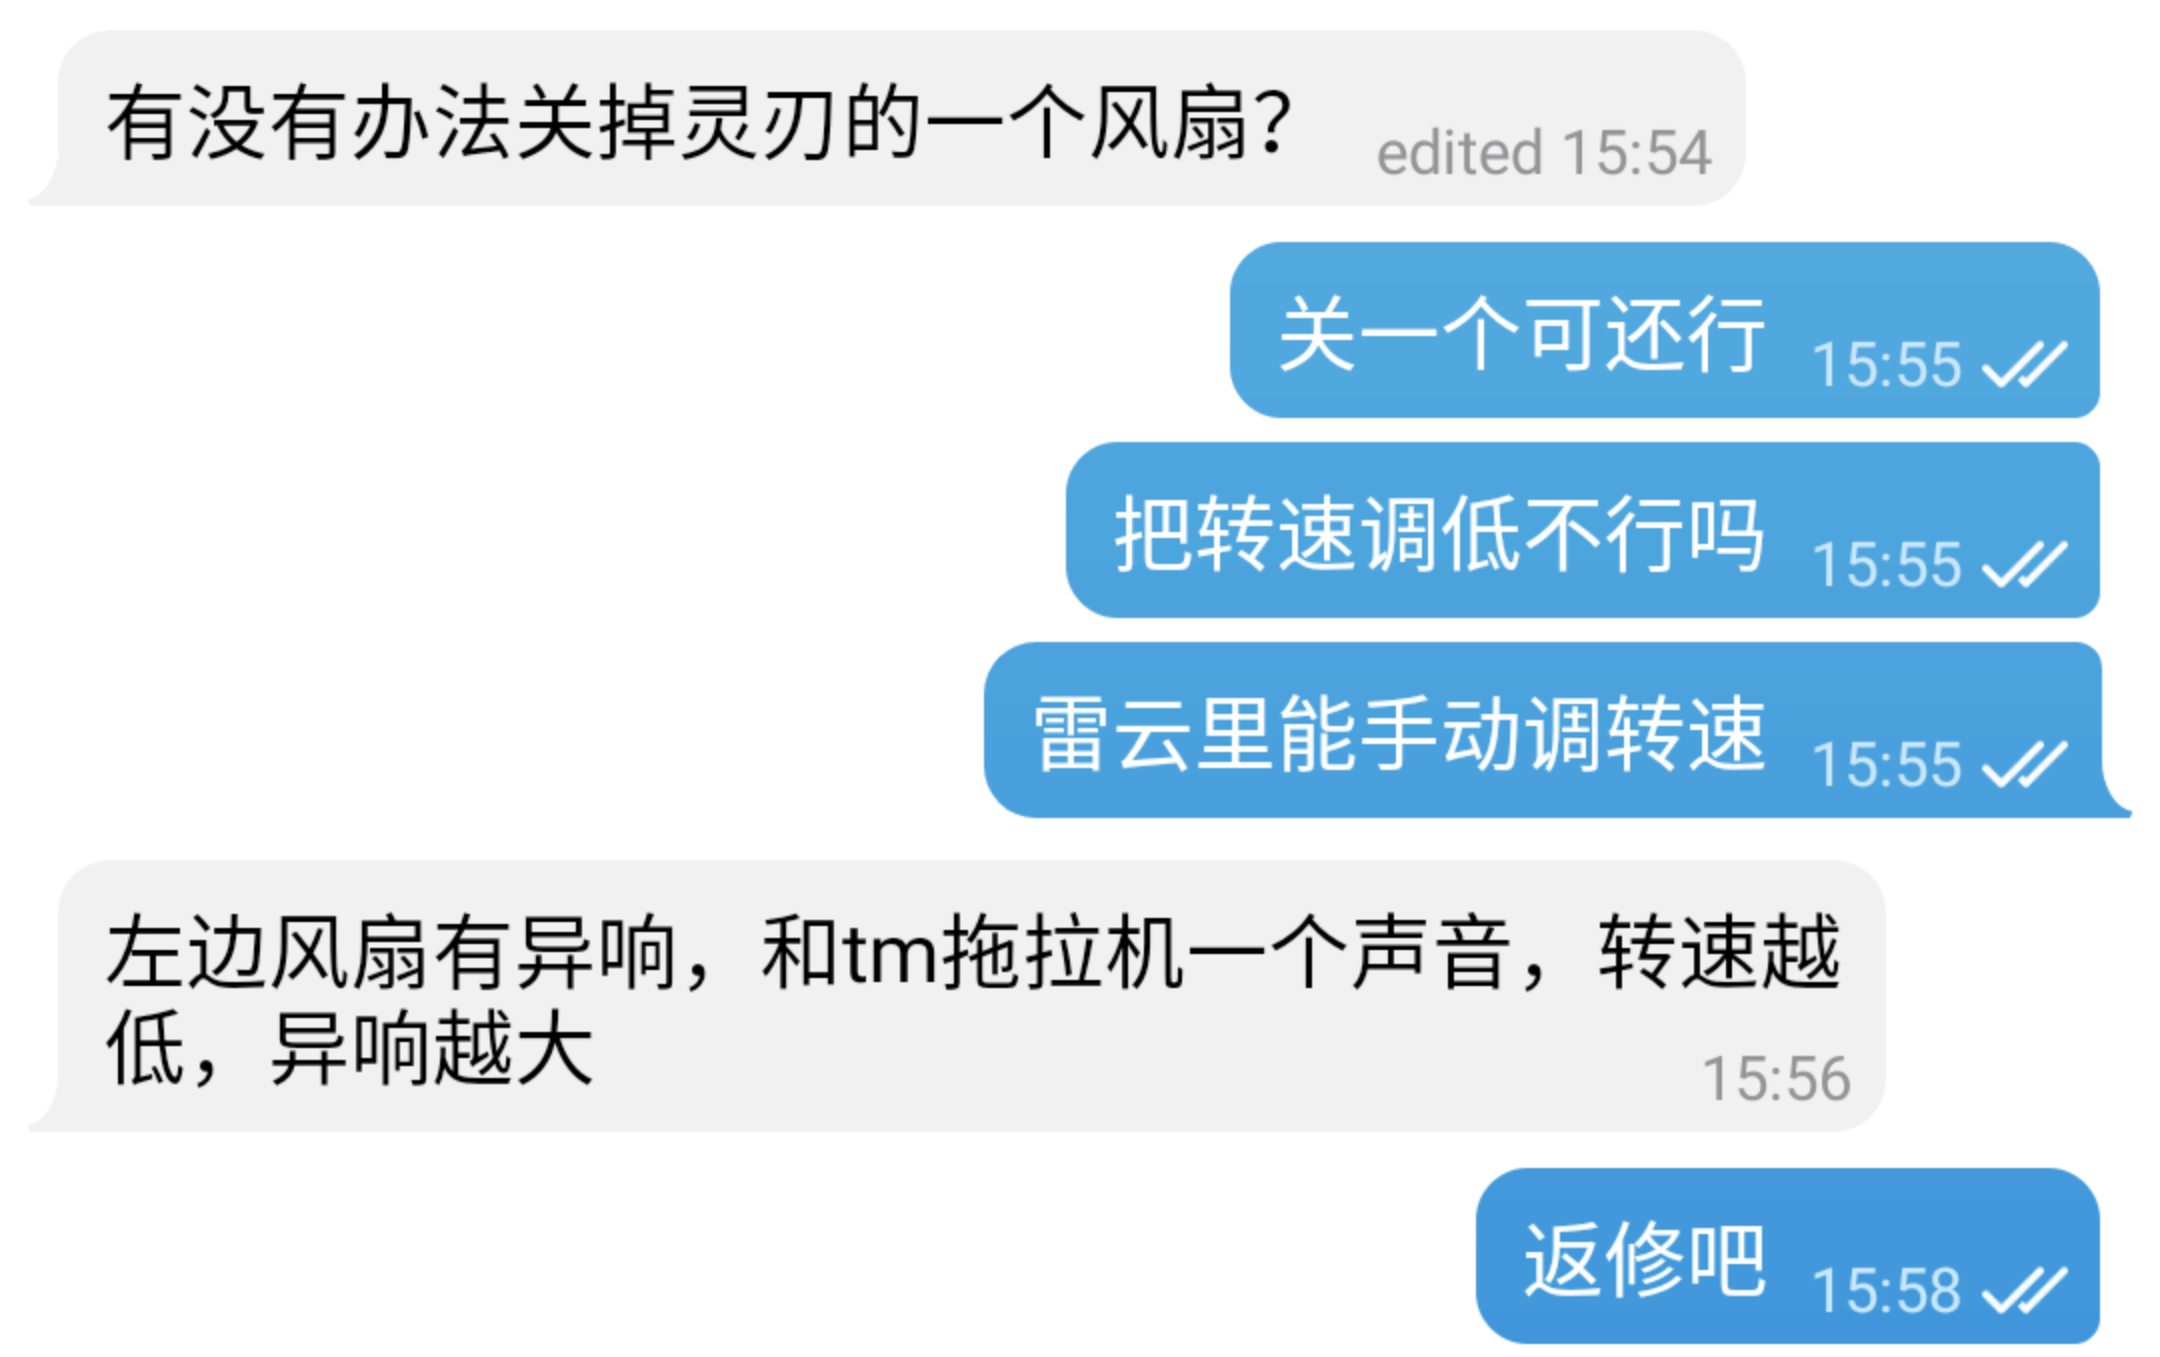 有没有办法关掉灵刃的一个风扇？ edited 15:54
关一个可还行 15:55
把转速调低不行吗 15:55
雷云里能手动调转速 15:55
左边风扇有异响，和tm拖拉机一个声音，转速越
低，异响越大 15:56
返修吧 15:58